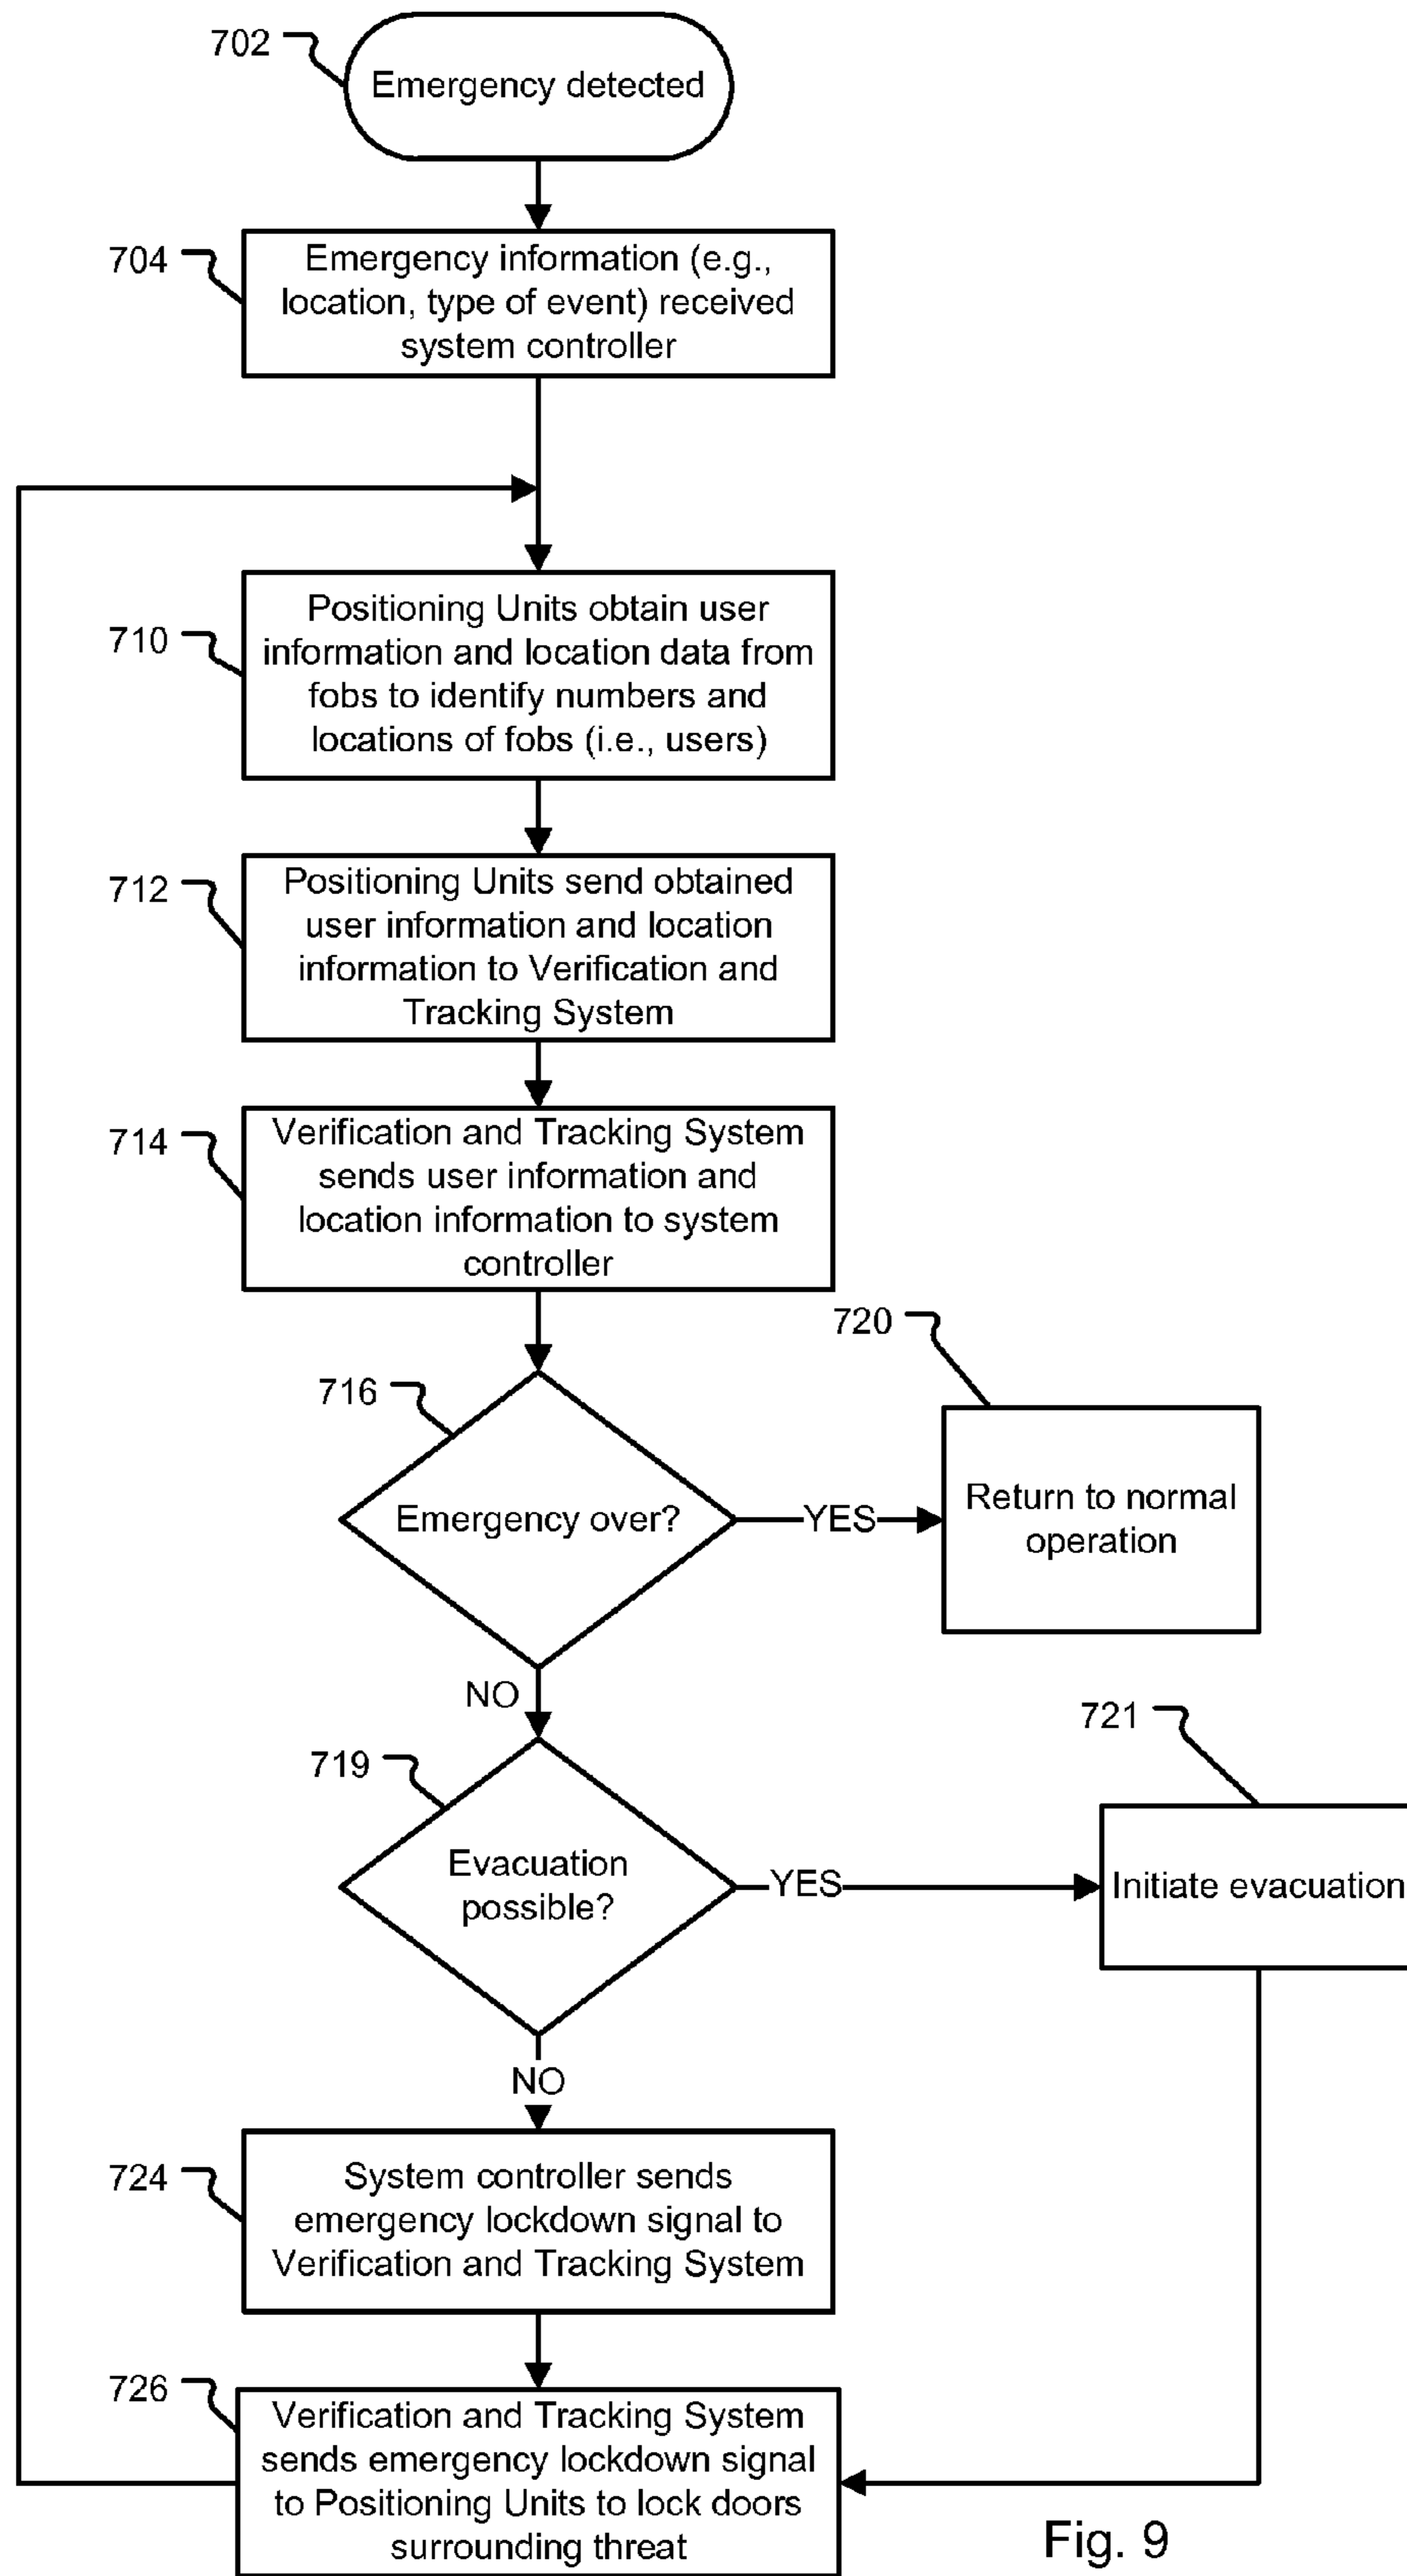 702
Emergency detected
704
Emergency information (e.g.,
location, type of event) received
system controller
710
Positioning Units obtain user
information and location data from
fobs to identify numbers and
locations of fobs (i.e., users)
712
Positioning Units send obtained
user information and location
information to Verification and
Tracking System
714
Verification and Tracking System
sends user information and
location information to system
controller
716
Emergency over?
YES
720
Return to normal
operation
NO
719
Evacuation
possible?
YES
721
Initiate evacuation
NO
724
System controller sends
emergency lockdown signal to
Verification and Tracking System
726
Verification and Tracking System
sends emergency lockdown signal
to Positioning Units to lock doors
surrounding threat
Fig. 9